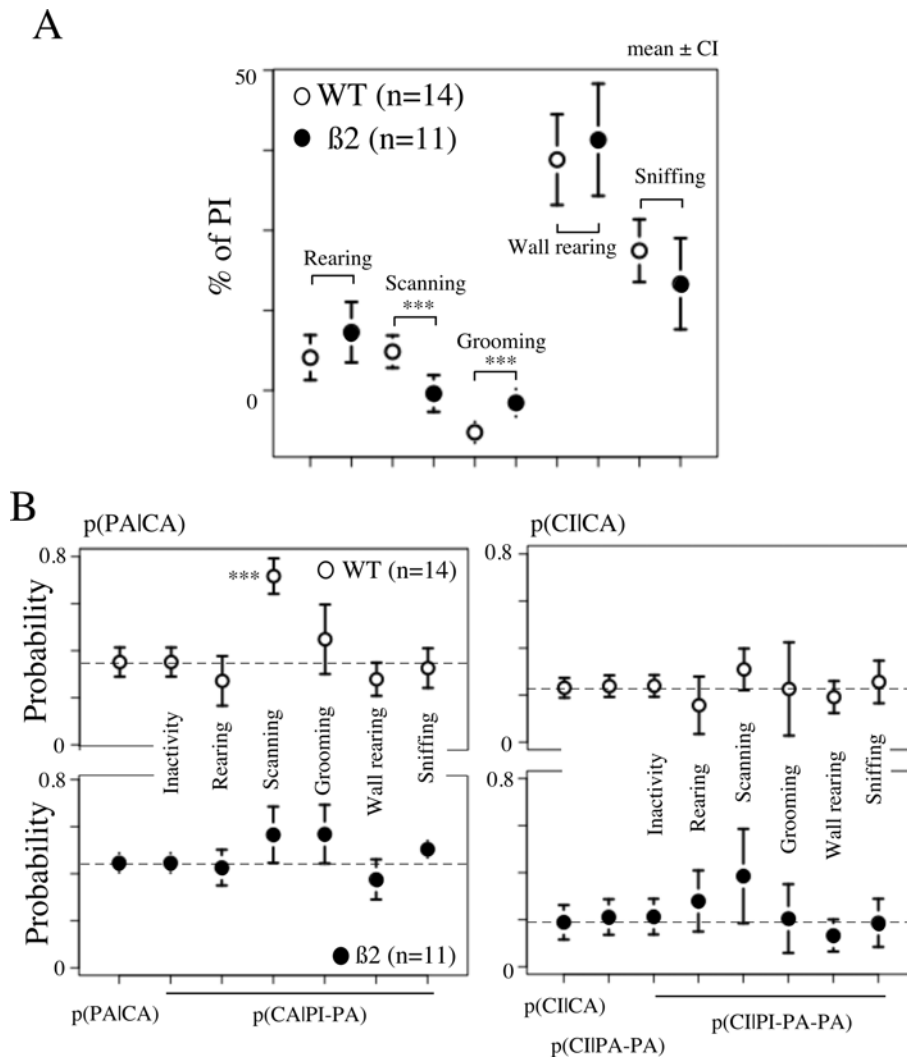 A
mean ± CI
50
WT (n=14)
ß2 (n=11)
% of PI
Sniffing
Wall rearing
Rearing
Scanning
***
Grooming
***
0
B
p(PA|CA)
p(CI|CA)
0.8
0.8
*** WT (n=14)
Probability
0
0
Inactivity
Rearing
Scanning
Grooming
Wall rearing
Sniffing
Inactivity
Rearing
Scanning
Grooming
Wall rearing
Sniffing
0.8
0.8
Probability
0
0
ß2 (n=11)
p(PA|CA)
p(CA|PI-PA)
p(CI|CA)
p(CI|PI-PA-PA)
p(CI|PA-PA)